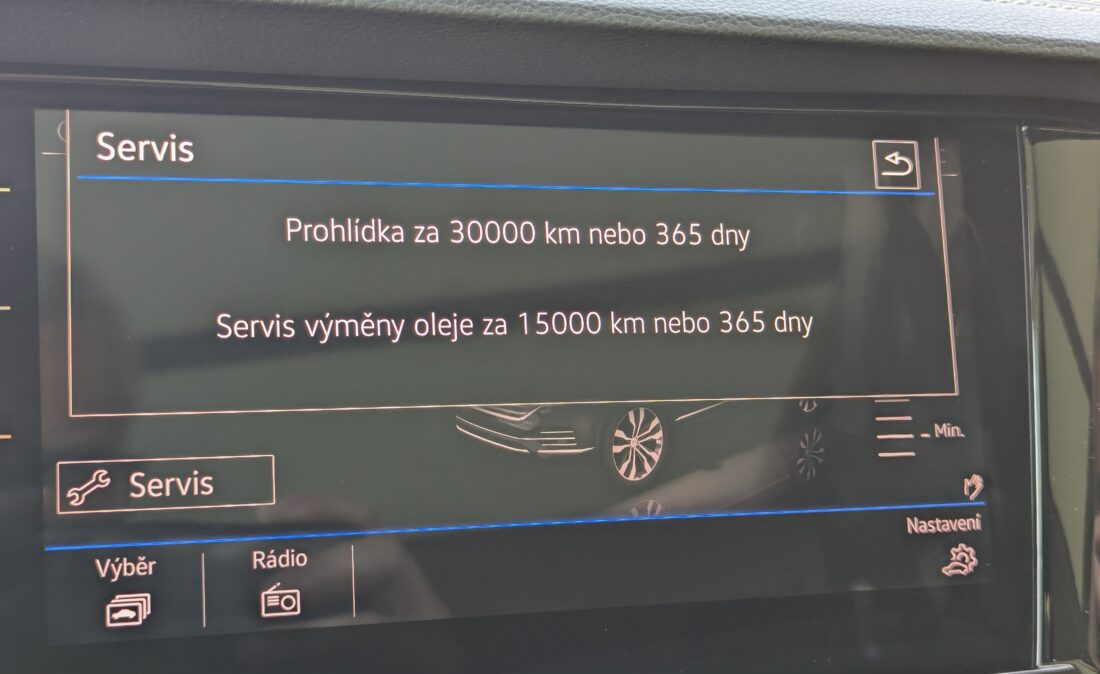 Servis
Prohlídka za 30000 km nebo 365 dny
Servis výměny oleje za 15000 km nebo 365 dny
Min.
Servis
Nastavení
Výběr
Rádio